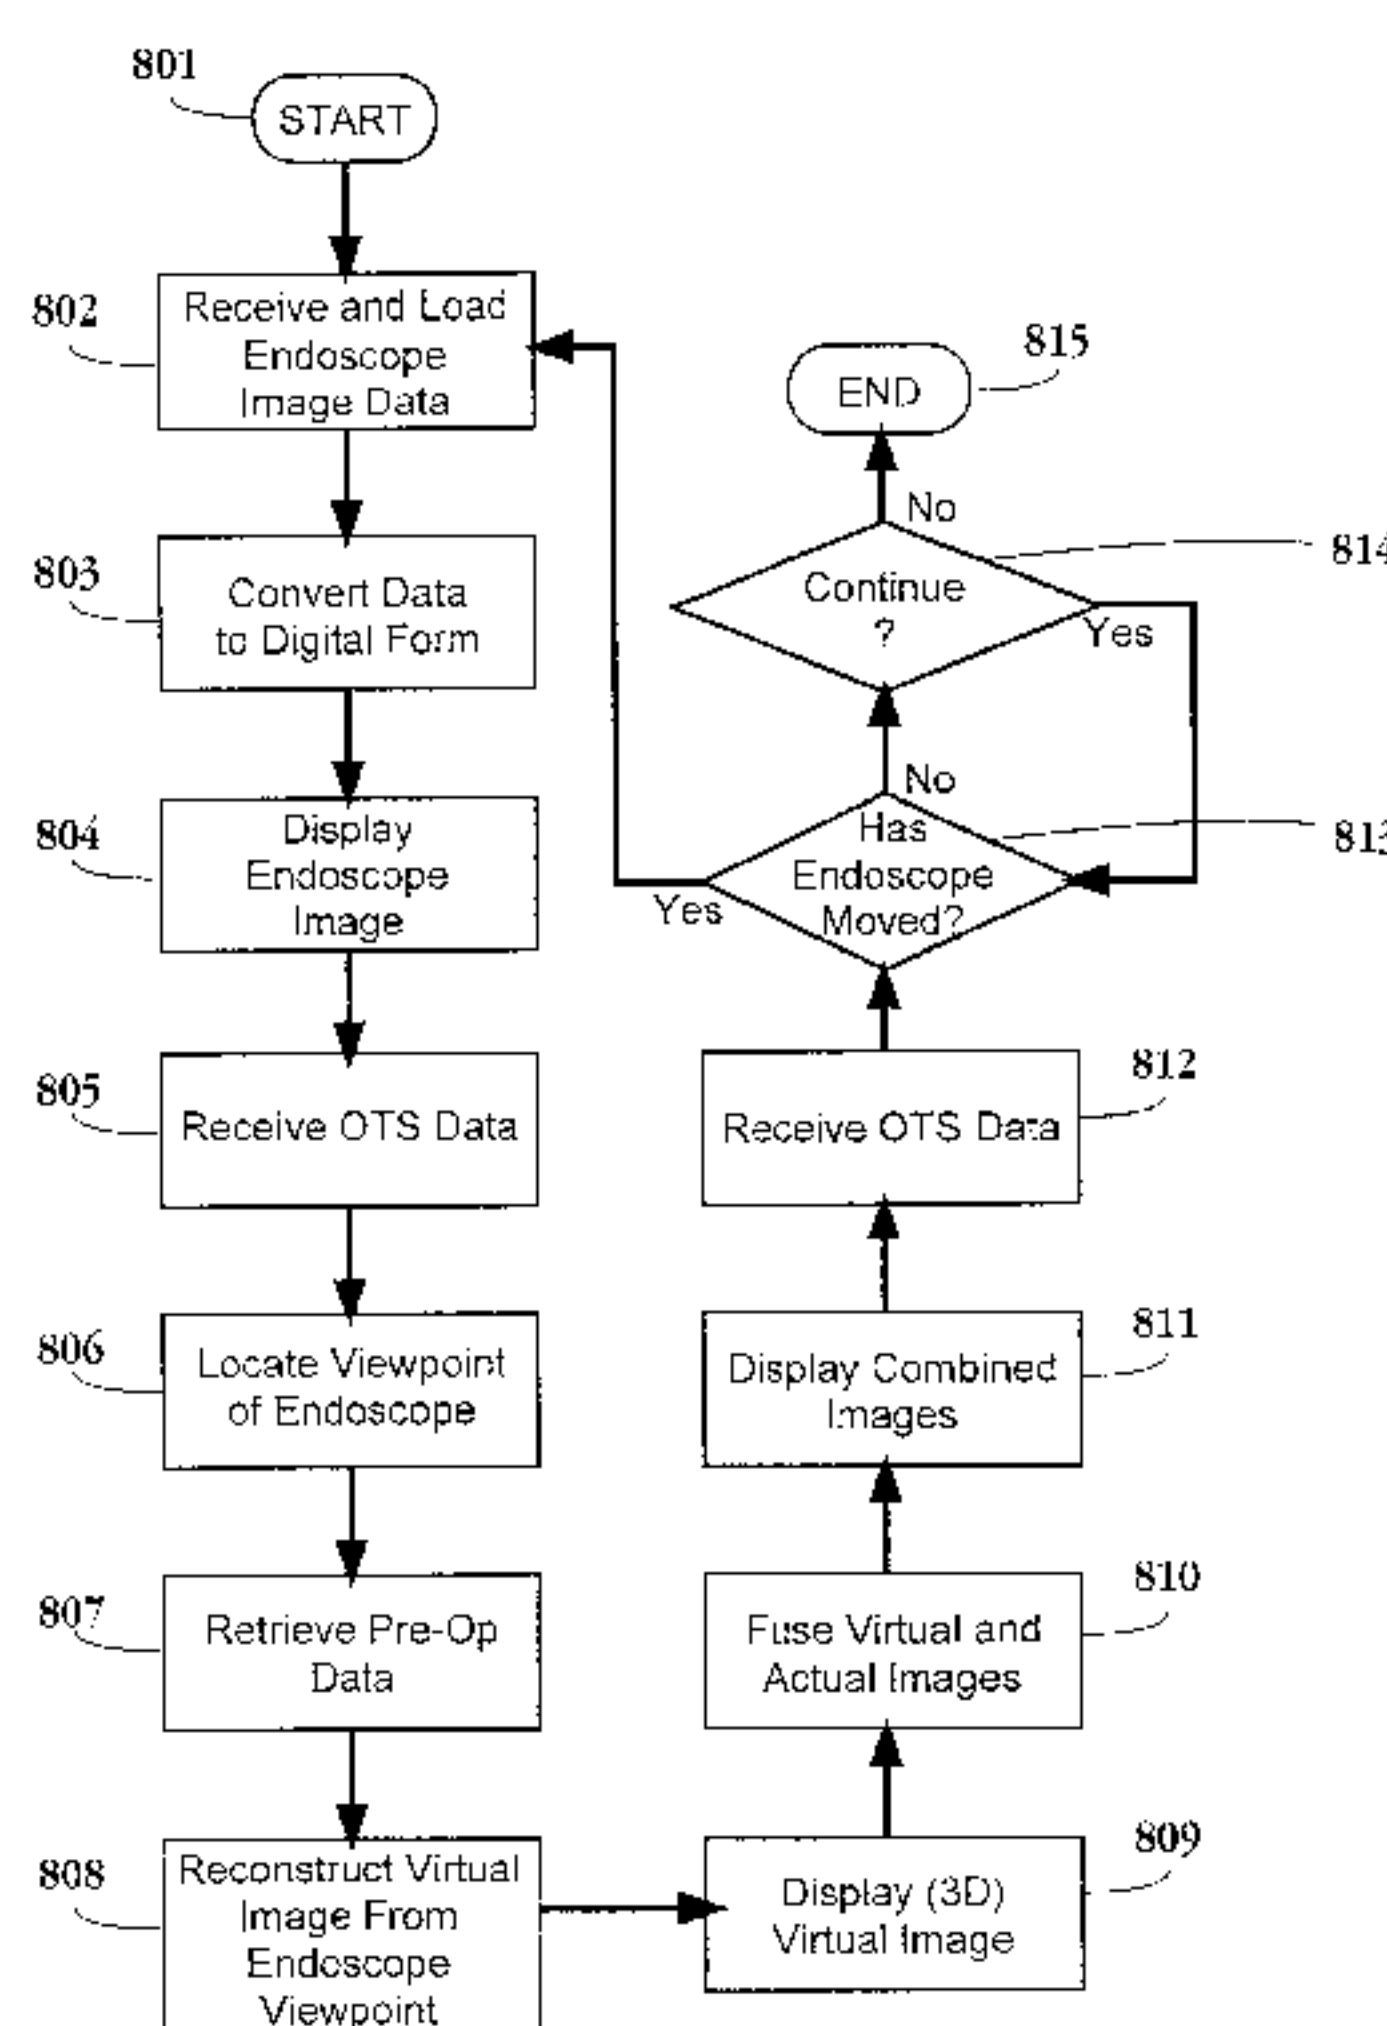 801
START
802
Receive and Load
Endoscope
Image Data
803
Convert Data
to Digital Form
804
Display
Endoscope
Image
805
Receive OTS Data
806
Locate Viewpoint
of Endoscope
807
Retrieve Pre-Op
Data
808
Reconstruct Virtual
Image From
Endoscope
Viewpoint
815
END
No
814
Continue
?
Yes
No
813
Has
Endoscope
Moved?
Yes
812
Receive OTS Data
811
Display Combined
Images
810
Fuse Virtual and
Actual Images
809
Display (3D)
Virtual Image